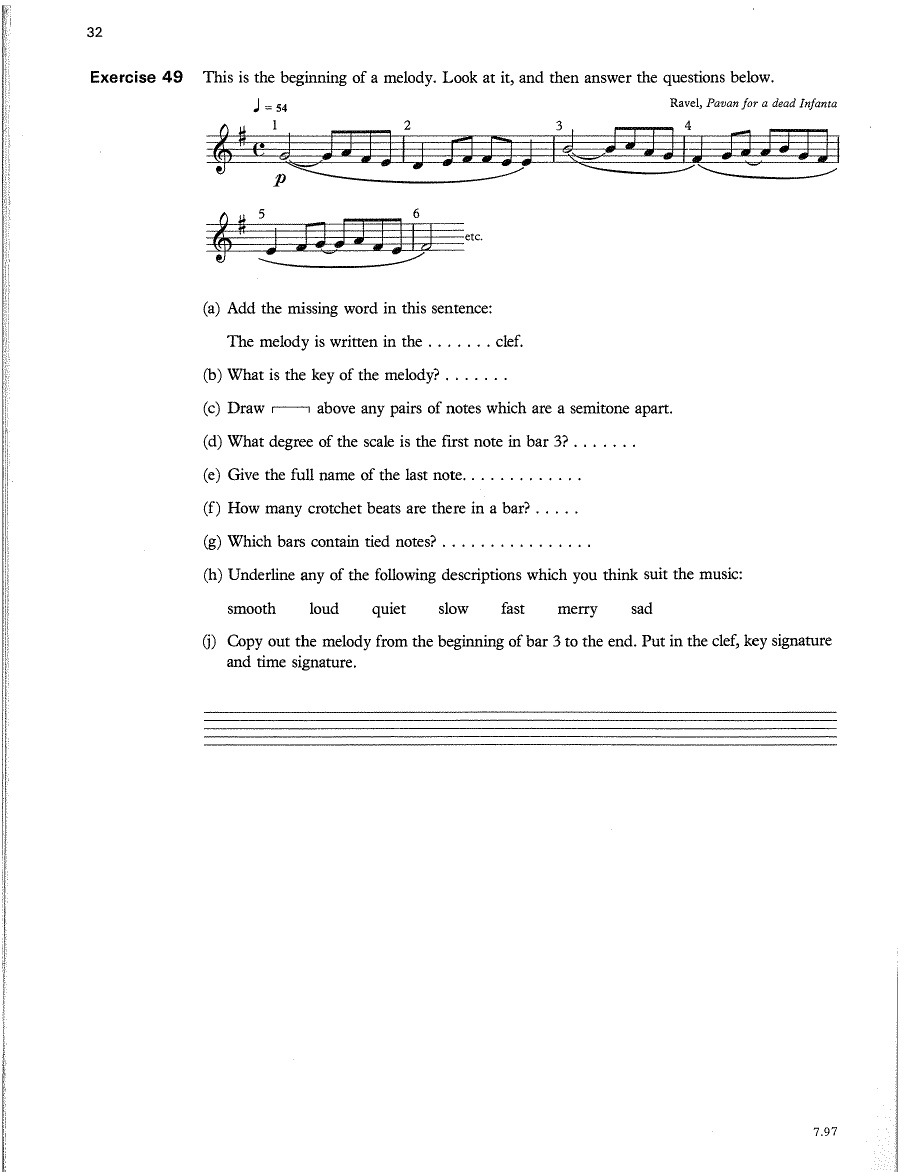 32
Exercise 49 This is the beginning of a melody. Look at it, and then answer the questions below.
♩ = 54
Ravel, Pavan for a dead Infanta
1 2 3 4
p
5 6
etc.
(a) Add the missing word in this sentence:
The melody is written in the . . . . . . . clef.
(b) What is the key of the melody? . . . . . . .
(c) Draw ┌──┐ above any pairs of notes which are a semitone apart.
(d) What degree of the scale is the first note in bar 3? . . . . . . .
(e) Give the full name of the last note. . . . . . . . . . . . .
(f) How many crotchet beats are there in a bar? . . . . .
(g) Which bars contain tied notes? . . . . . . . . . . . . . . . .
(h) Underline any of the following descriptions which you think suit the music:
smooth loud quiet slow fast merry sad
(j) Copy out the melody from the beginning of bar 3 to the end. Put in the clef, key signature
and time signature.
7.97